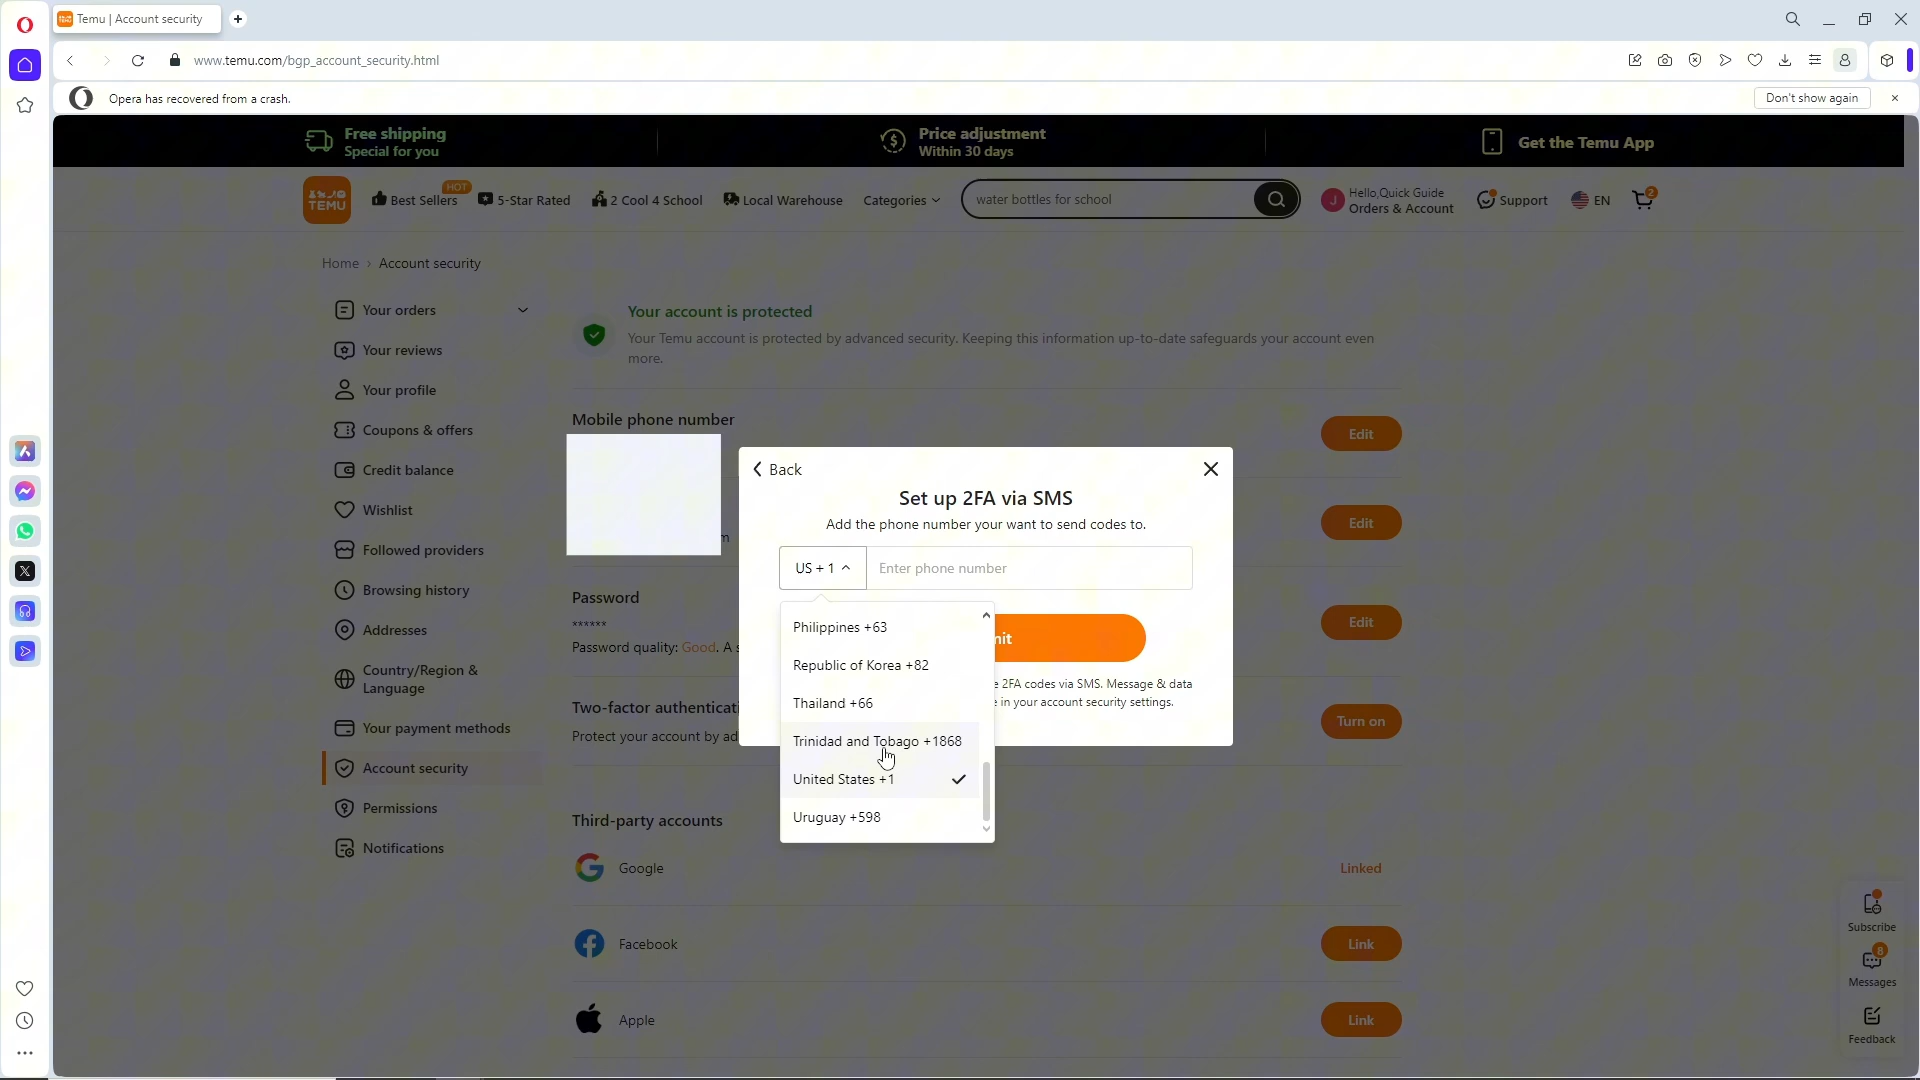 Temu | Account security
www.temu.com/bgp_account_security.html
Opera has recovered from a crash.
Don't show again
Free shipping
Special for you
Price adjustment
Within 30 days
Get the Temu App
TEMU
Best Sellers
HOT
5-Star Rated
2 Cool 4 School
Local Warehouse
Categories
water bottles for school
J
Hello,Quick Guide
Orders & Account
Support
EN
2
Home › Account security
Your orders
Your reviews
Your profile
Coupons & offers
Credit balance
Wishlist
Followed providers
Browsing history
Addresses
Country/Region &
Language
Your payment methods
Account security
Permissions
Notifications
Your account is protected
Your Temu account is protected by advanced security. Keeping this information up-to-date safeguards your account even
more.
Mobile phone number
Edit
m
Edit
Password
******
Password quality: Good. A s
Edit
Two-factor authenticati
Protect your account by ad
Turn on
Back
Set up 2FA via SMS
Add the phone number your want to send codes to.
US + 1
Enter phone number
nit
e 2FA codes via SMS. Message & data
e in your account security settings.
Philippines +63
Republic of Korea +82
Thailand +66
Trinidad and Tobago +1868
United States +1
Uruguay +598
Third-party accounts
Google
Linked
Facebook
Link
Apple
Link
Subscribe
8
Messages
Feedback